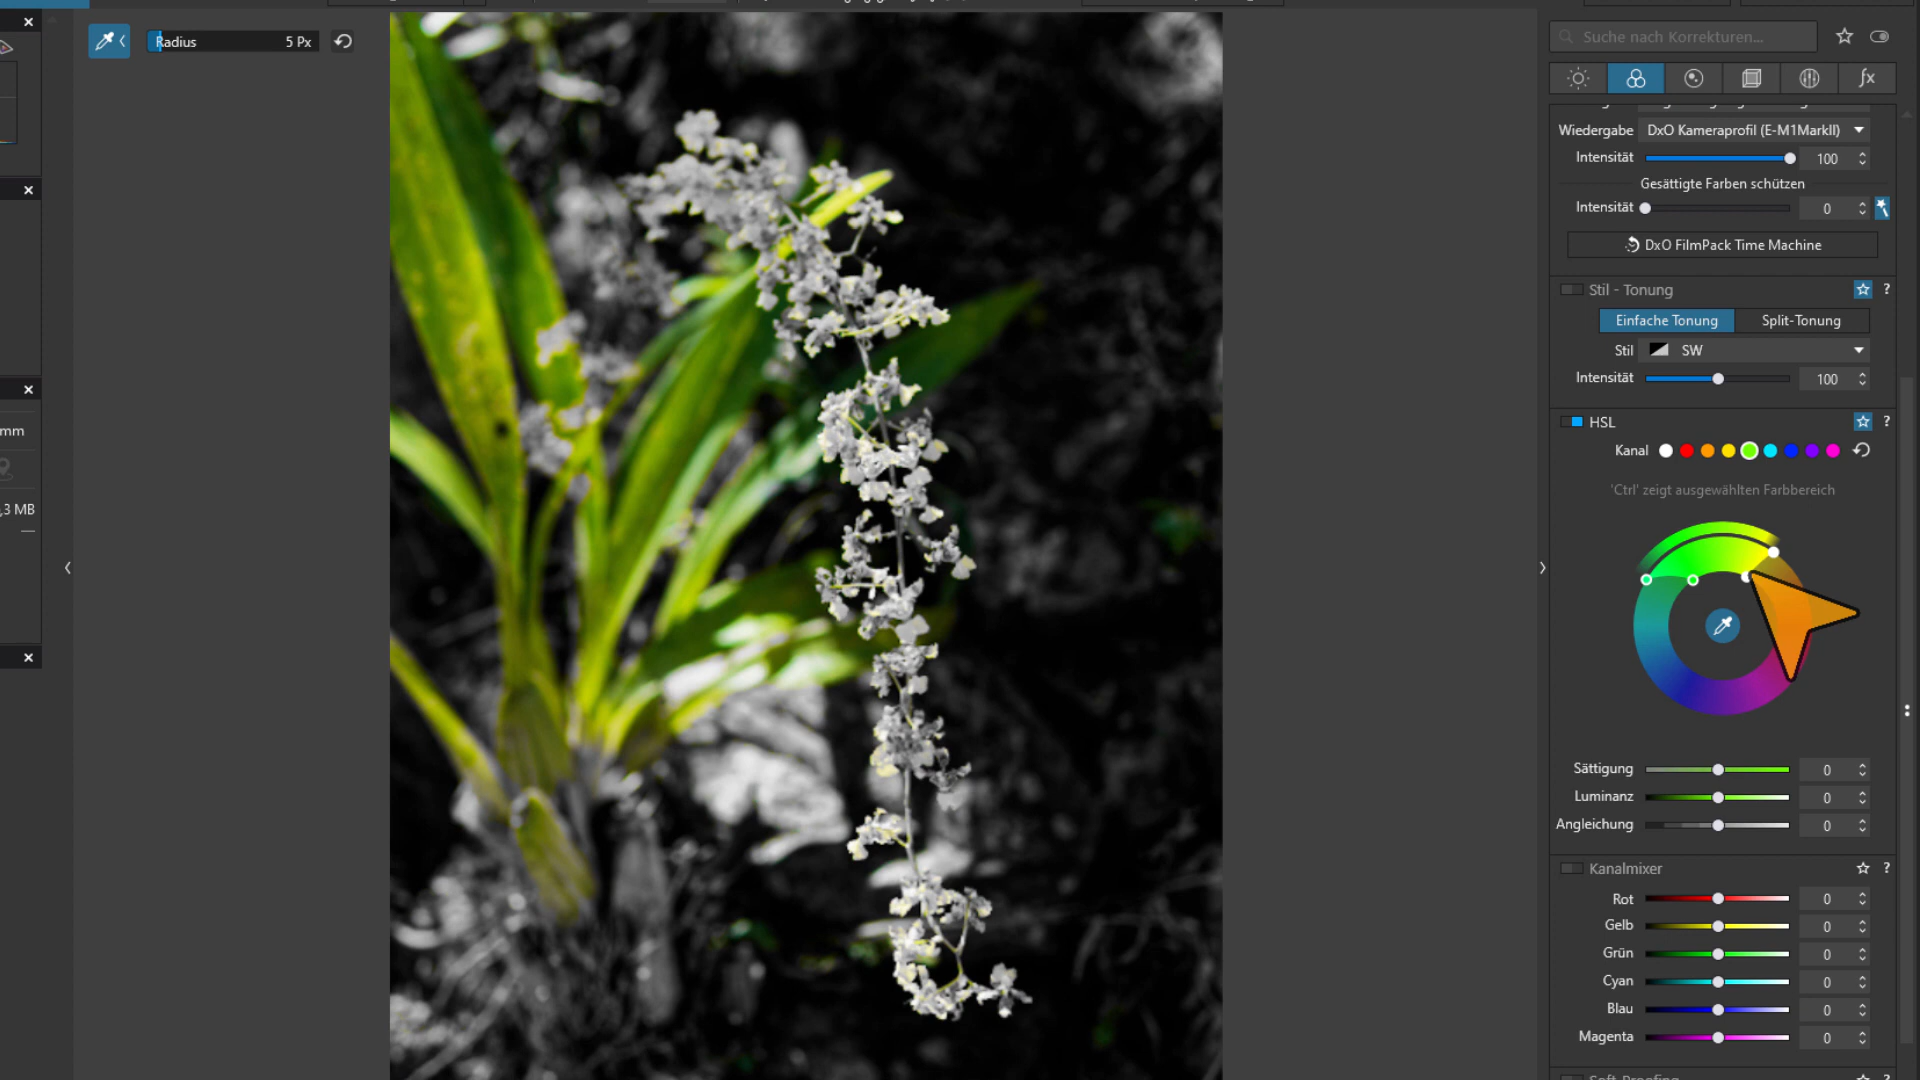 Radius 5 Px
mm
,3 MB
Suche nach Korrekturen...
fx
Wiedergabe DxO Kameraprofil (E-M1MarkII)
Intensität 100
Gesättigte Farben schützen
Intensität 0
DxO FilmPack Time Machine
Stil - Tonung ?
Einfache Tonung Split-Tonung
Stil SW
Intensität 100
HSL ?
Kanal
'Ctrl' zeigt ausgewählten Farbbereich
Sättigung 0
Luminanz 0
Angleichung 0
Kanalmixer ?
Rot 0
Gelb 0
Grün 0
Cyan 0
Blau 0
Magenta 0
Soft-Proofing